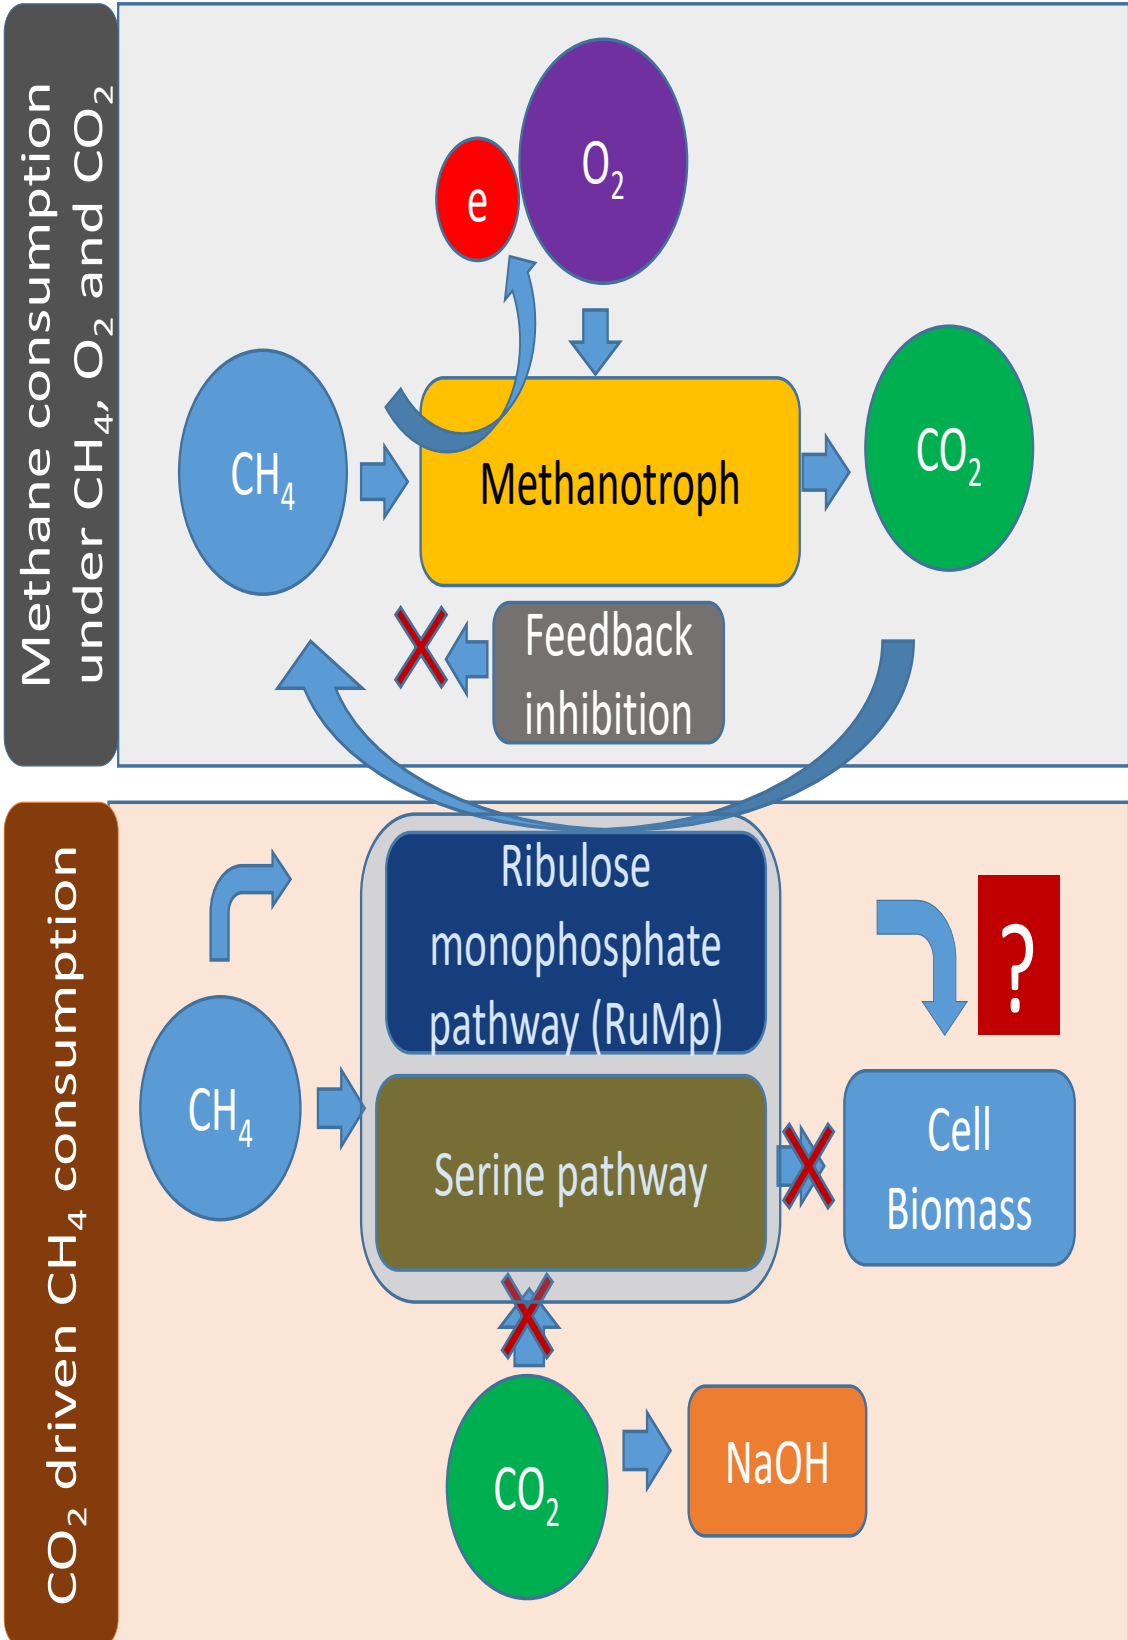 Methane consumption
under CH₄, O₂ and CO₂
O₂
e
CH₄
Methanotroph
CO₂
Feedback
inhibition
CO₂ driven CH₄ consumption
Ribulose
monophosphate
pathway (RuMp)
?
CH₄
Serine pathway
Cell
Biomass
CO₂
NaOH